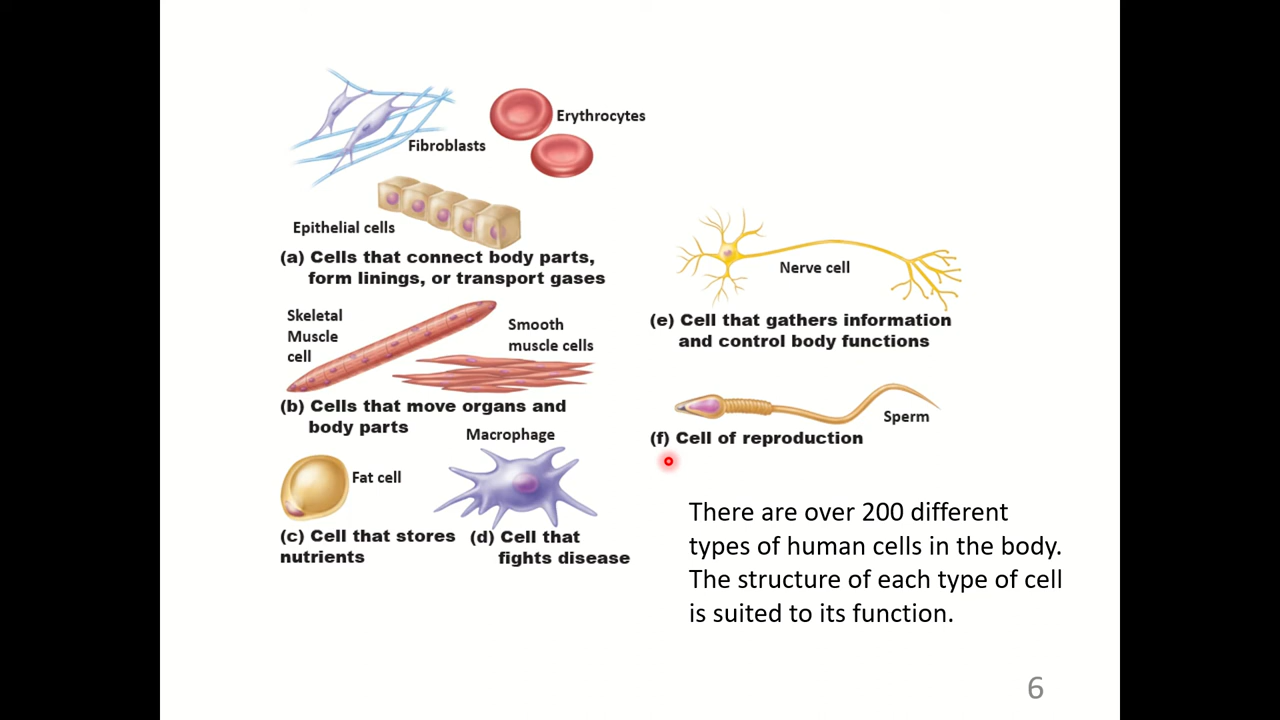 Erythrocytes
Fibroblasts
Epithelial cells
(a) Cells that connect body parts,
form linings, or transport gases
Skeletal
Muscle
cell
Smooth
muscle cells
(b) Cells that move organs and
body parts
Macrophage
Fat cell
(c) Cell that stores
nutrients
(d) Cell that
fights disease
Nerve cell
(e) Cell that gathers information
and control body functions
Sperm
(f) Cell of reproduction
There are over 200 different
types of human cells in the body.
The structure of each type of cell
is suited to its function.
6